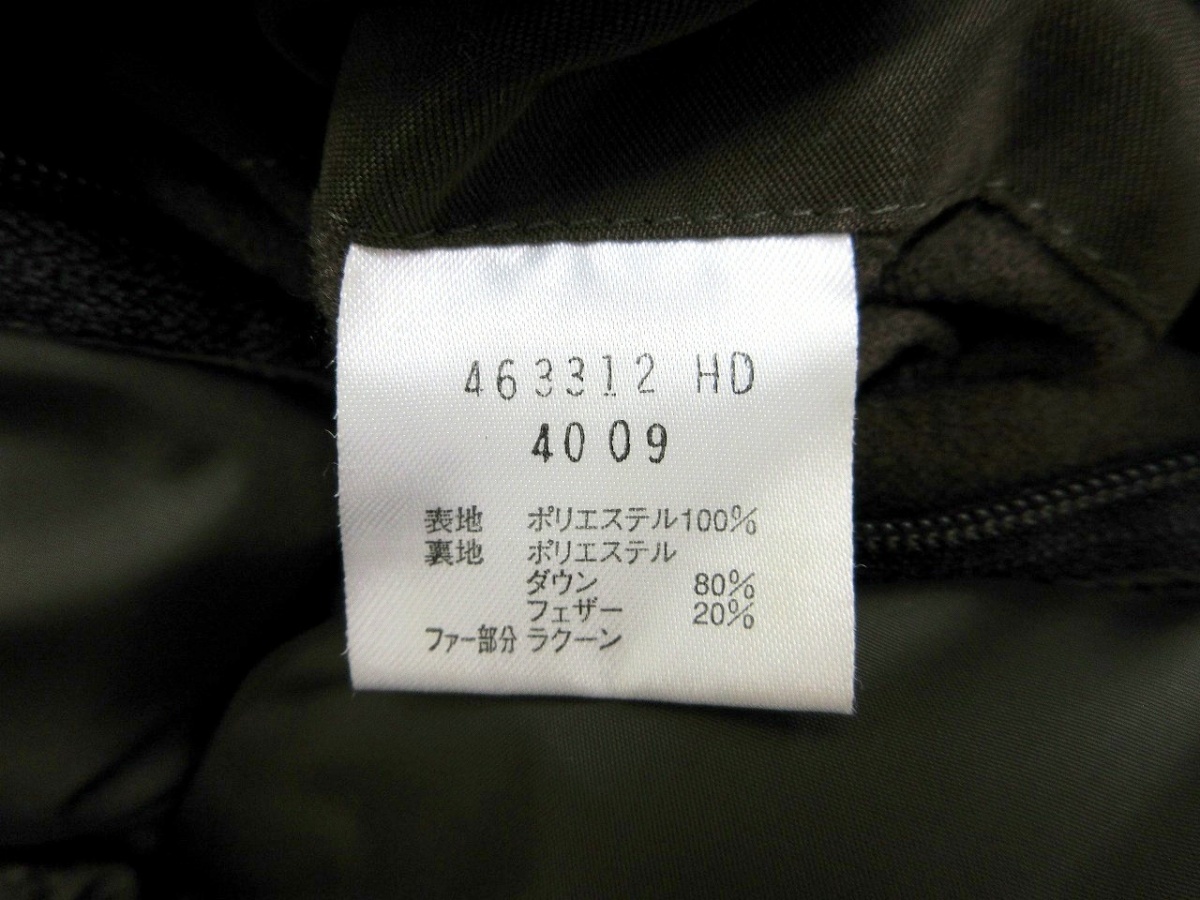 463312 HD
4009
表地 ポリエステル100%
裏地 ポリエステル
ダウン 80%
フェザー 20%
ファー部分 ラクーン